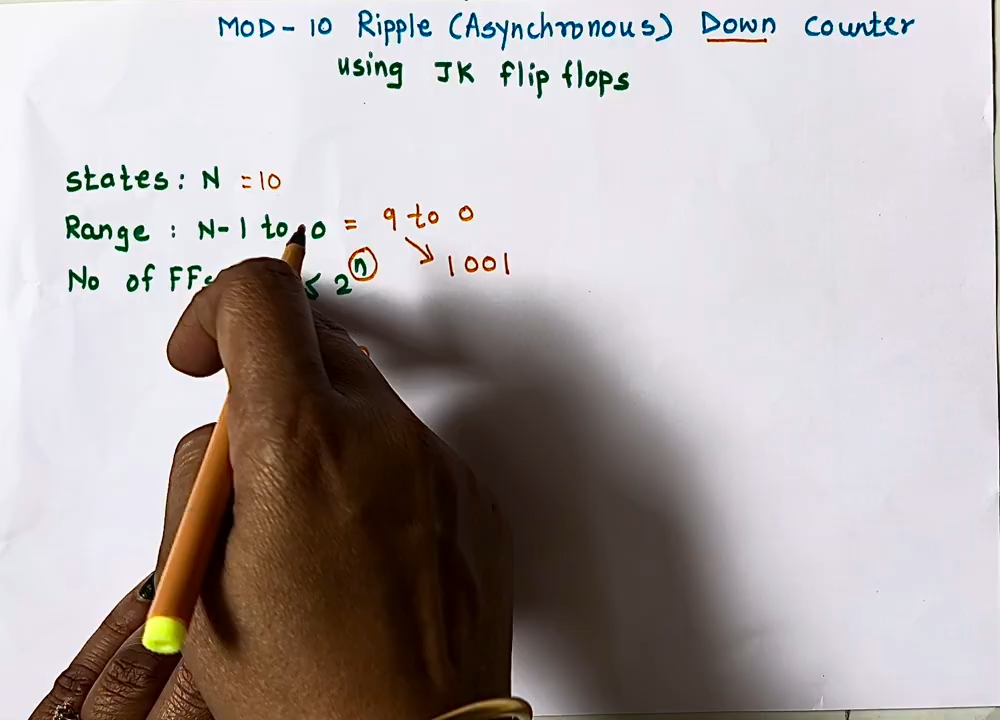 MOD-10 Ripple (Asynchronous) Down Counter
using JK flip flops
states: N = 10
Range : N-1 to 0 = 9 to 0
1001
No of FFs ≤ 2^n